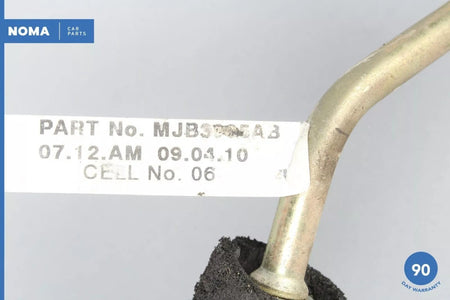 NOMA CAR PARTS
PART No.
07.12.AM 09.04.10
CELL No. 06
90
DAY WARRANTY